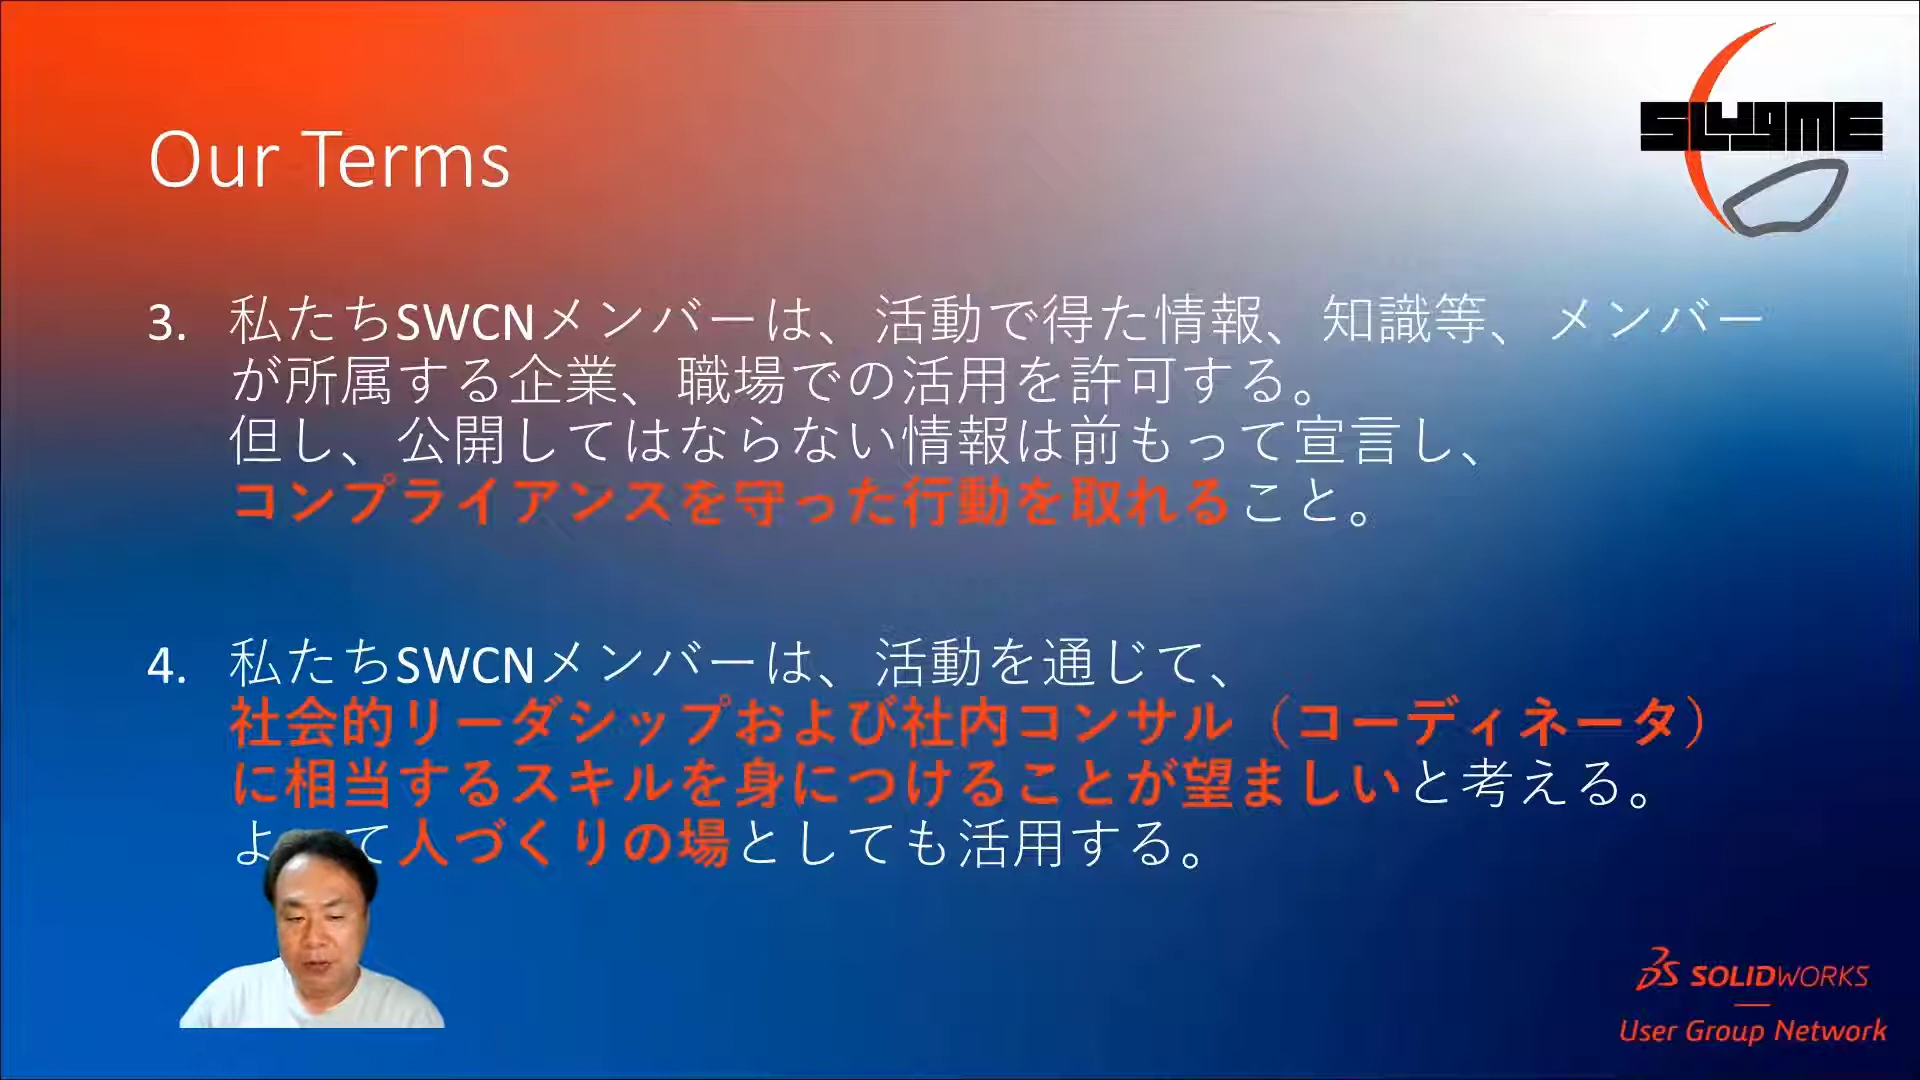 Our Terms
SLUGME
3. 私たちSWCNメンバーは、活動で得た情報、知識等、メンバー
が所属する企業、職場での活用を許可する。
但し、公開してはならない情報は前もって宣言し、
コンプライアンスを守った行動を取れること。
4. 私たちSWCNメンバーは、活動を通じて、
社会的リーダシップおよび社内コンサル（コーディネータ）
に相当するスキルを身につけることが望ましいと考える。
よ て人づくりの場としても活用する。
SOLIDWORKS
User Group Network